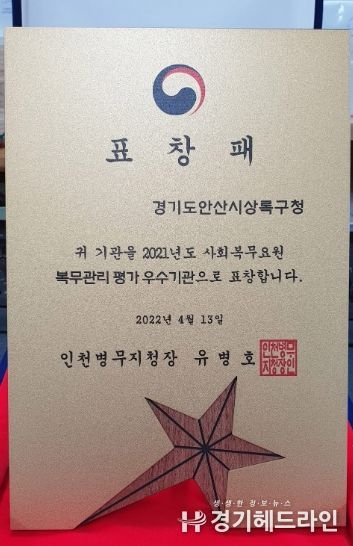 표창패
경기도안산시상록구청
귀 기관을 2021년도 사회복무요원
복무관리 평가 우수기관으로 표창합니다.
2022년 4월 13일
인천병무지청장 유병호
인천병무
지청장인
생·생·한 정·보·뉴·스
경기헤드라인